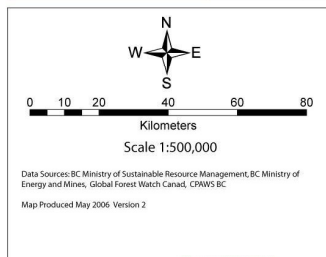 N
W E
S
0 10 20 40 60 80
Kilometers
Scale 1:500,000
Data Sources: BC Ministry of Sustainable Resource Management, BC Ministry of
Energy and Mines, Global Forest Watch Canad, CPAWS BC
Map Produced May 2006 Version 2